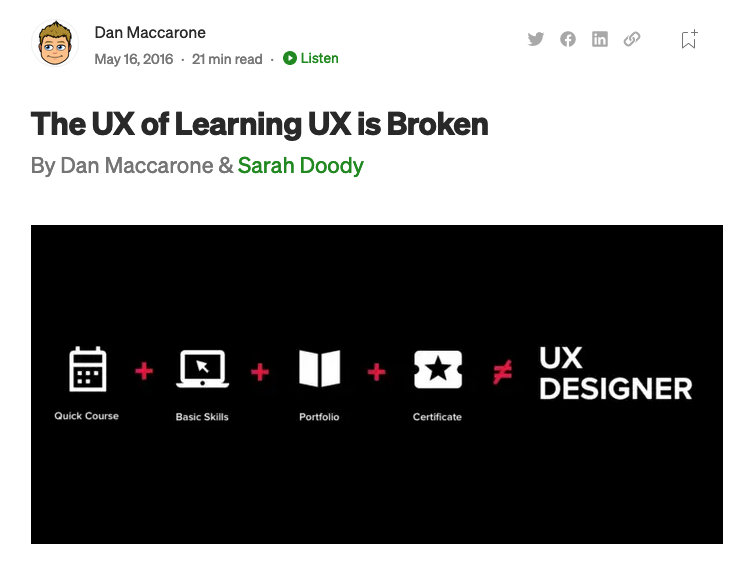 Dan Maccarone
May 16, 2016 · 21 min read · Listen
The UX of Learning UX is Broken
By Dan Maccarone & Sarah Doody
+ + + ≠ UX
DESIGNER
Quick Course Basic Skills Portfolio Certificate